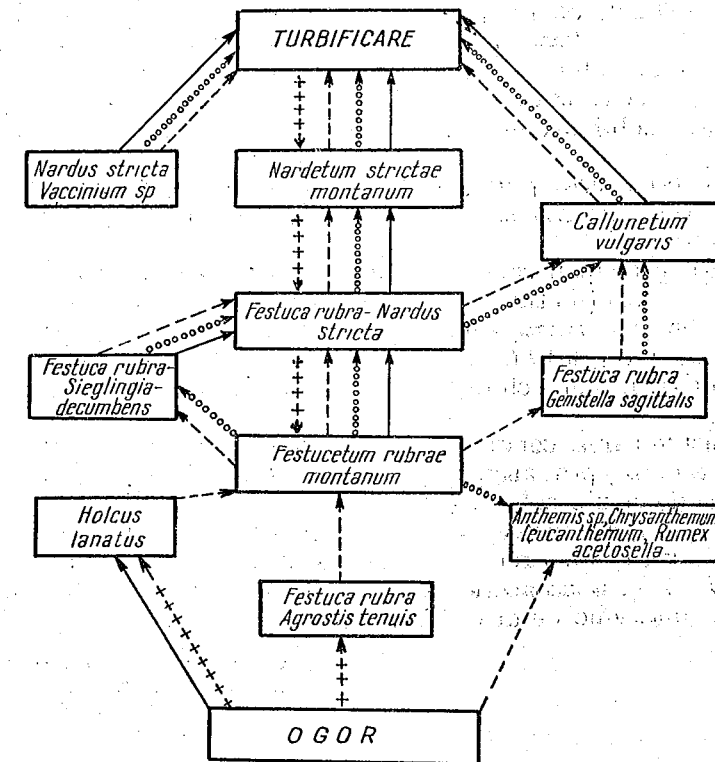 TURBIFICARE
Nardus stricta
Vaccinium sp
Nardetum strictae
montanum
Callunetum
vulgaris
Festuca rubra-Nardus
stricta
Festuca rubra-
Sieglingia-
decumbens
Festuca rubra
Genistella sagittalis
Festucetum rubrae
montanum
Holcus
lanatus
Anthemis sp, Chrysanthemum
leucanthemum, Rumex
acetosella
Festuca rubra
Agrostis tenuis
OGOR